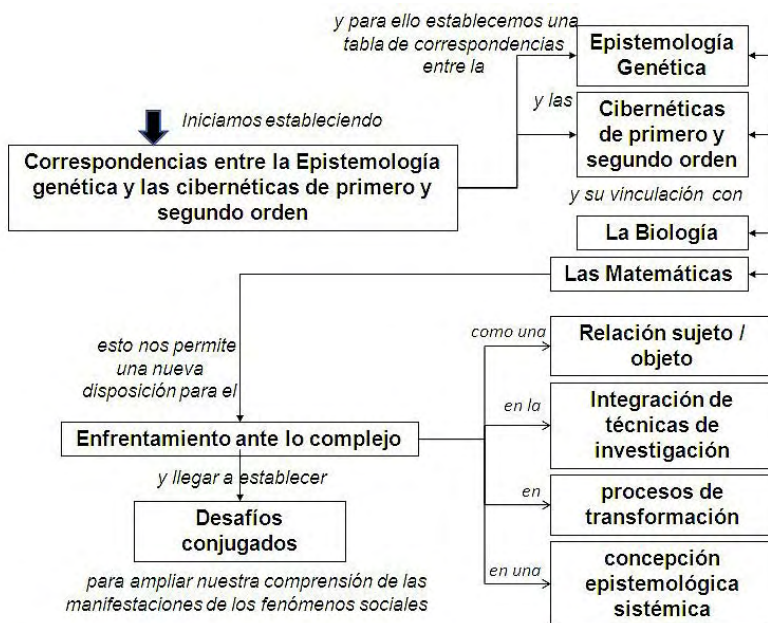 y para ello establecemos una
tabla de correspondencias
entre la
Epistemología
Genética
y las
Cibernéticas
de primero y
segundo orden
Iniciamos estableciendo
Correspondencias entre la Epistemología
genética y las cibernéticas de primero y
segundo orden
y su vinculación con
La Biología
Las Matemáticas
esto nos permite
una nueva
disposición para el
Enfrentamiento ante lo complejo
como una
Relación sujeto /
objeto
en la
Integración de
técnicas de
investigación
en
procesos de
transformación
en una
concepción
epistemológica
sistémica
y llegar a establecer
Desafíos
conjugados
para ampliar nuestra comprensión de las
manifestaciones de los fenómenos sociales